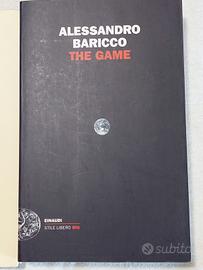 ALESSANDRO
BARICCO
THE GAME
EINAUDI
STILE LIBERO BIG
subito